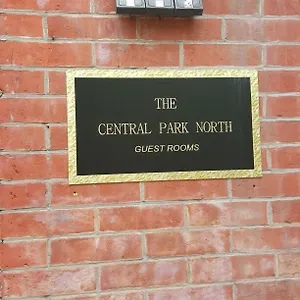 THE
CENTRAL PARK NORTH
GUEST ROOMS